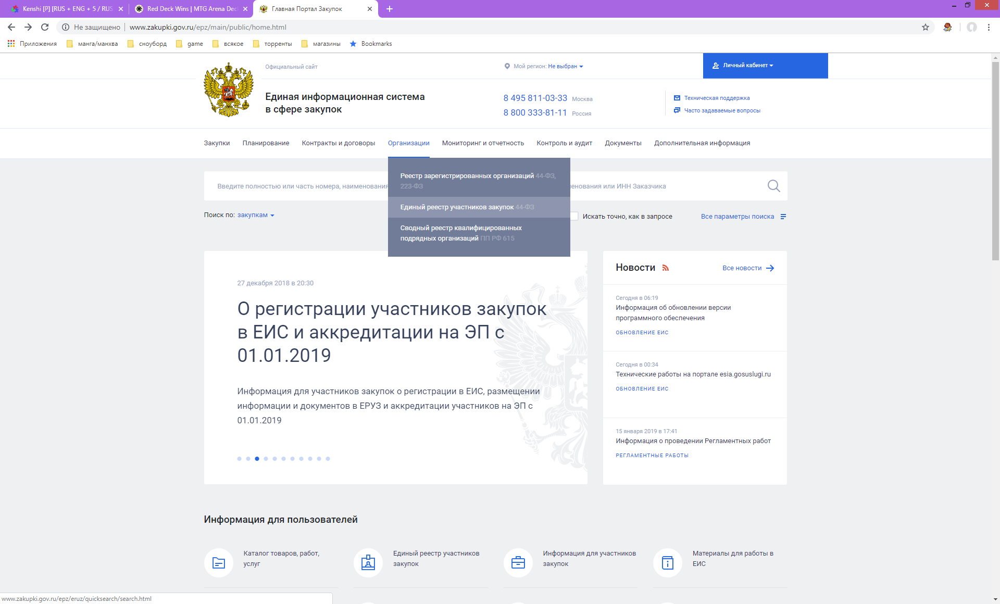 Kenshi [P] [RUS + ENG + 5 / RUS
Red Deck Wins | MTG Arena Dec
Главная Портал Закупок
Не защищено
www.zakupki.gov.ru/epz/main/public/home.html
Приложения
манга/манхва
сноуборд
game
всякое
торренты
магазины
Bookmarks
Официальный сайт
Мой регион: Не выбран
Личный кабинет
Единая информационная система
в сфере закупок
8 495 811-03-33 Москва
8 800 333-81-11 Россия
Техническая поддержка
Часто задаваемые вопросы
Закупки
Планирование
Контракты и договоры
Организации
Мониторинг и отчетность
Контроль и аудит
Документы
Дополнительная информация
Реестр зарегистрированных организаций 44-ФЗ,
223-ФЗ
Единый реестр участников закупок 44-ФЗ
Сводный реестр квалифицированных
подрядных организаций ПП РФ 615
Введите полностью или часть номера, наименования
енования или ИНН Заказчика
Поиск по: закупкам
Искать точно, как в запросе
Все параметры поиска
27 декабря 2018 в 20:30
О регистрации участников закупок
в ЕИС и аккредитации на ЭП с
01.01.2019
Информация для участников закупок о регистрации в ЕИС, размещении
информации и документов в ЕРУЗ и аккредитации участников на ЭП с
01.01.2019
Новости
Все новости
Сегодня в 06:19
Информация об обновлении версии
программного обеспечения
ОБНОВЛЕНИЕ ЕИС
Сегодня в 00:34
Технические работы на портале esia.gosuslugi.ru
ОБНОВЛЕНИЕ ЕИС
15 января 2019 в 17:41
Информация о проведении Регламентных работ
РЕГЛАМЕНТНЫЕ РАБОТЫ
Информация для пользователей
Каталог товаров, работ,
услуг
Единый реестр участников
закупок
Информация для участников
закупок
Материалы для работы в
ЕИС
www.zakupki.gov.ru/epz/eruz/quicksearch/search.html